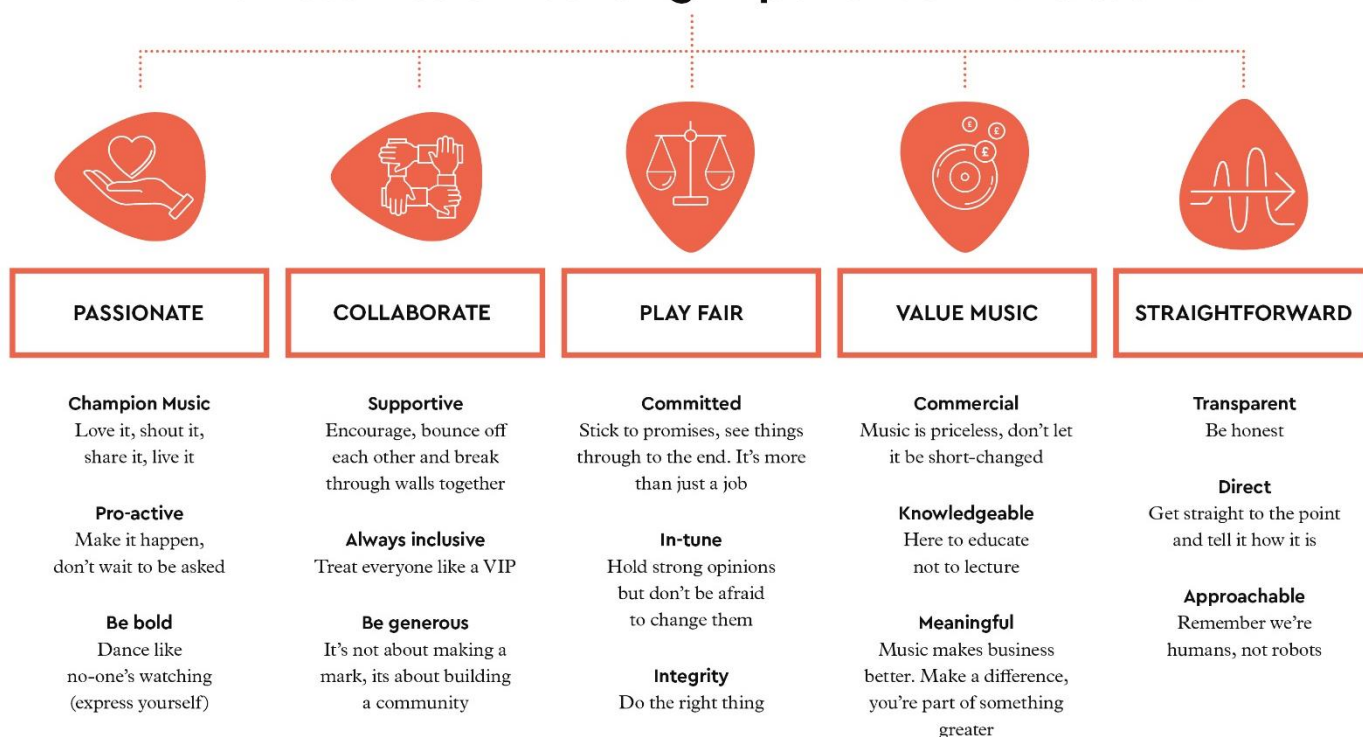 PASSIONATE
Champion Music
Love it, shout it,
share it, live it
Pro-active
Make it happen,
don't wait to be asked
Be bold
Dance like
no-one's watching
(express yourself)
COLLABORATE
Supportive
Encourage, bounce off
each other and break
through walls together
Always inclusive
Treat everyone like a VIP
Be generous
It's not about making a
mark, its about building
a community
PLAY FAIR
Committed
Stick to promises, see things
through to the end. It's more
than just a job
In-tune
Hold strong opinions
but don't be afraid
to change them
Integrity
Do the right thing
£
£
£
VALUE MUSIC
Commercial
Music is priceless, don't let
it be short-changed
Knowledgeable
Here to educate
not to lecture
Meaningful
Music makes business
better. Make a difference,
you're part of something
greater
STRAIGHTFORWARD
Transparent
Be honest
Direct
Get straight to the point
and tell it how it is
Approachable
Remember we're
humans, not robots